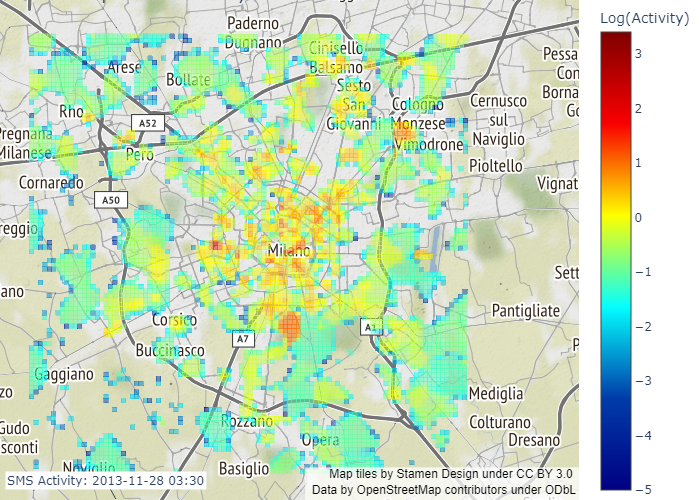 Log(Activity)
3
2
1
0
−1
−2
−3
−4
−5
Paderno
Dugnano
Cinisello
Balsamo
Arese
Bollate
Sesto
San
Giovanni
Cologno
Monzese
Vimodrone
Cernusco
sul
Naviglio
Pessa
Con
Borna
Go
Rho
A52
Pregnana
Milanese
Pero
Pioltello
Cornaredo
A50
Vignat
reggio
Milano
Sett
ano
Corsico
Pantigliate
A7
A1
Buccinasco
P
Gaggiano
zo
Mediglia
Gudo
sconti
Rozzano
Opera
Colturano
Dresano
Noviglio
Basiglio
SMS Activity: 2013-11-28 03:30
Map tiles by Stamen Design under CC BY 3.0
Data by OpenStreetMap contributors under ODbL